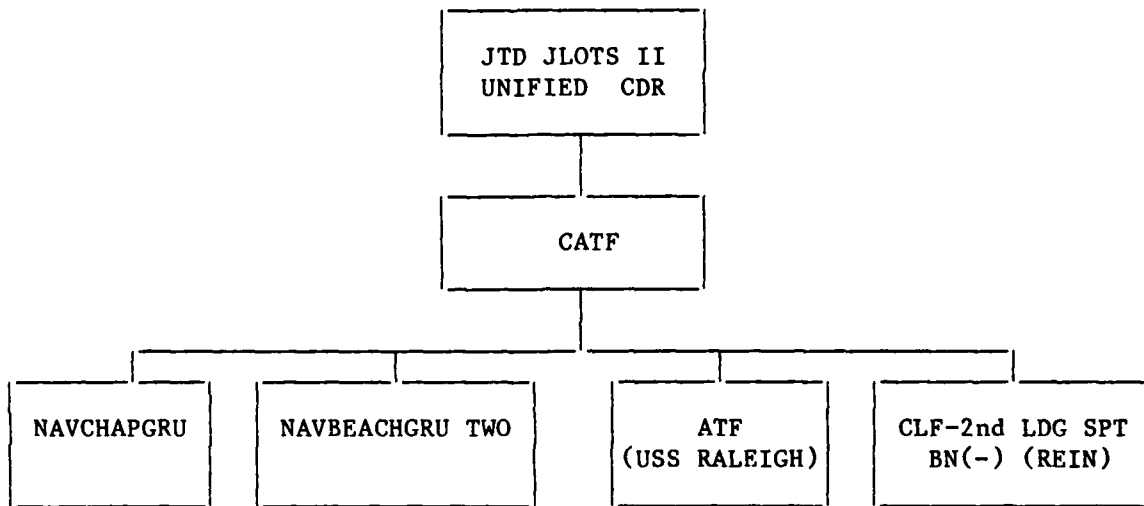 JTD JLOTS II
UNIFIED CDR
CATF
NAVCHAPGRU
NAVBEACHGRU TWO
ATF
(USS RALEIGH)
CLF-2nd LDG SPT
BN(-) (REIN)